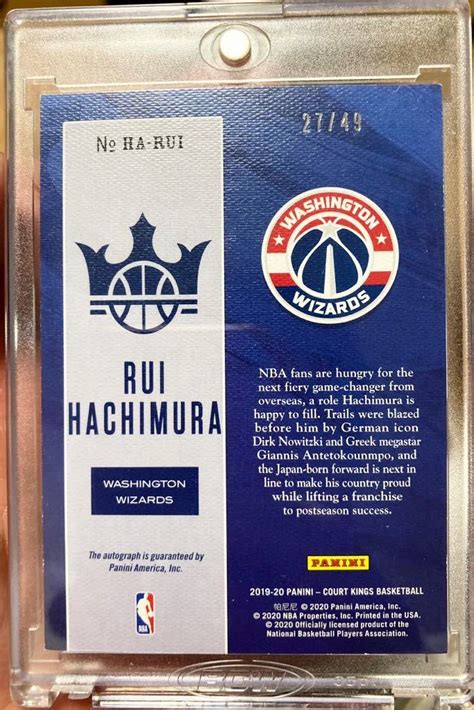 27/49
No HA-RUI
WASHINGTON
WIZARDS
RUI
HACHIMURA
WASHINGTON
WIZARDS
The autograph is guaranteed by
Panini America, Inc.
NBA
NBA fans are hungry for the
next fiery game-changer from
overseas, a role Hachimura is
happy to fill. Trails were blazed
before him by German icon
Dirk Nowitzki and Greek megastar
Giannis Antetokounmpo, and
the Japan-born forward is next in
line to make his country proud
while lifting a franchise
to postseason success.
PANINI
2019-20 PANINI – COURT KINGS BASKETBALL
帕尼尼 © 2020 Panini America, Inc.
© 2020 NBA Properties, Inc. Printed in the USA.
© 2020 Officially licensed product of the
National Basketball Players Association.